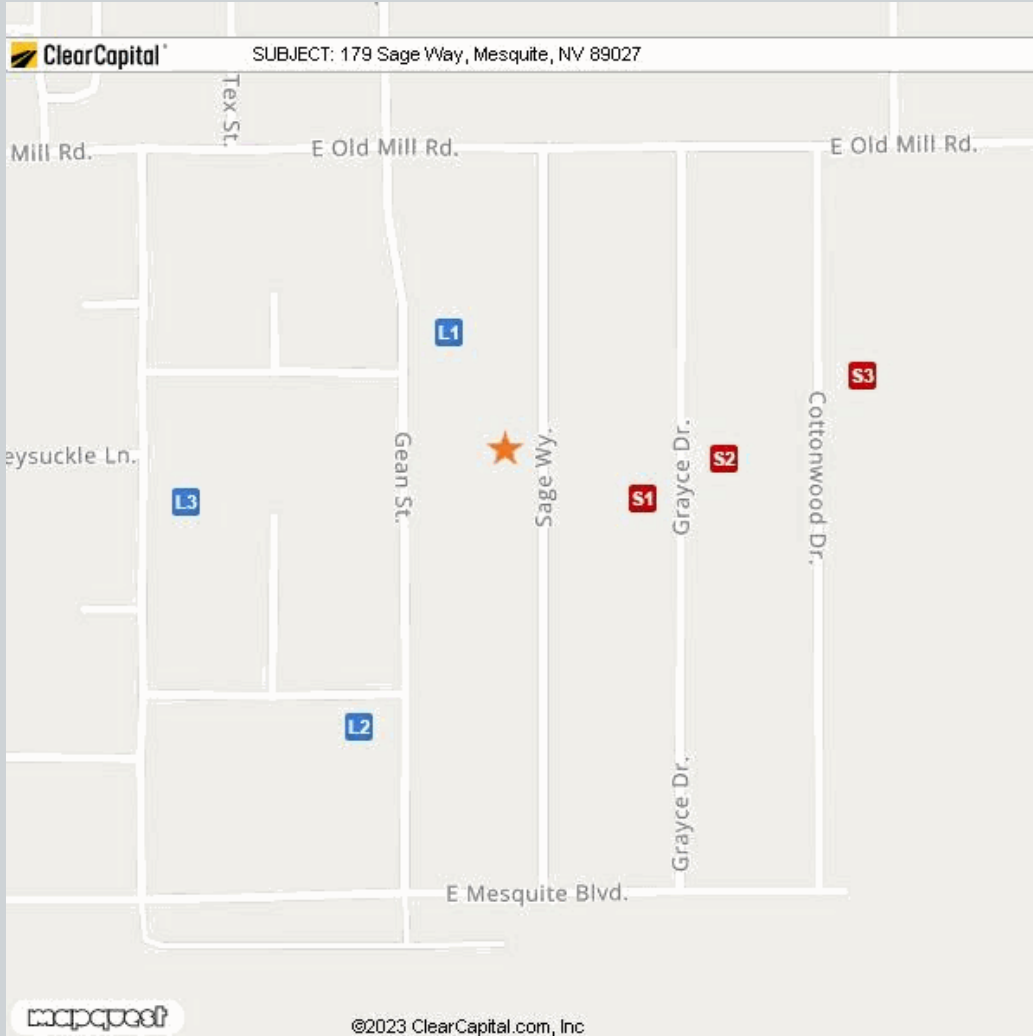 ClearCapital
SUBJECT: 179 Sage Way, Mesquite, NV 89027
Tex St.
Mill Rd.
E Old Mill Rd.
E Old Mill Rd.
L1
S3
Cottonwood Dr.
Gean St.
Sage Wy.
Grayce Dr.
eysuckle Ln.
S2
L3
S1
L2
Grayce Dr.
E Mesquite Blvd.
mapquest
©2023 ClearCapital.com, Inc